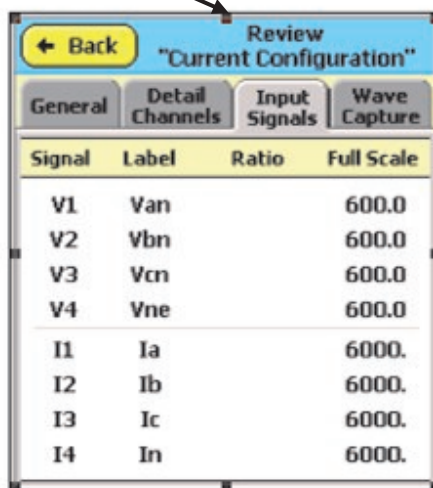 ← Back
Review
"Current Configuration"
General
Detail Channels
Input Signals
Wave Capture
Signal Label Ratio Full Scale
V1 Van 600.0
V2 Vbn 600.0
V3 Vcn 600.0
V4 Vne 600.0
I1 Ia 6000.
I2 Ib 6000.
I3 Ic 6000.
I4 In 6000.